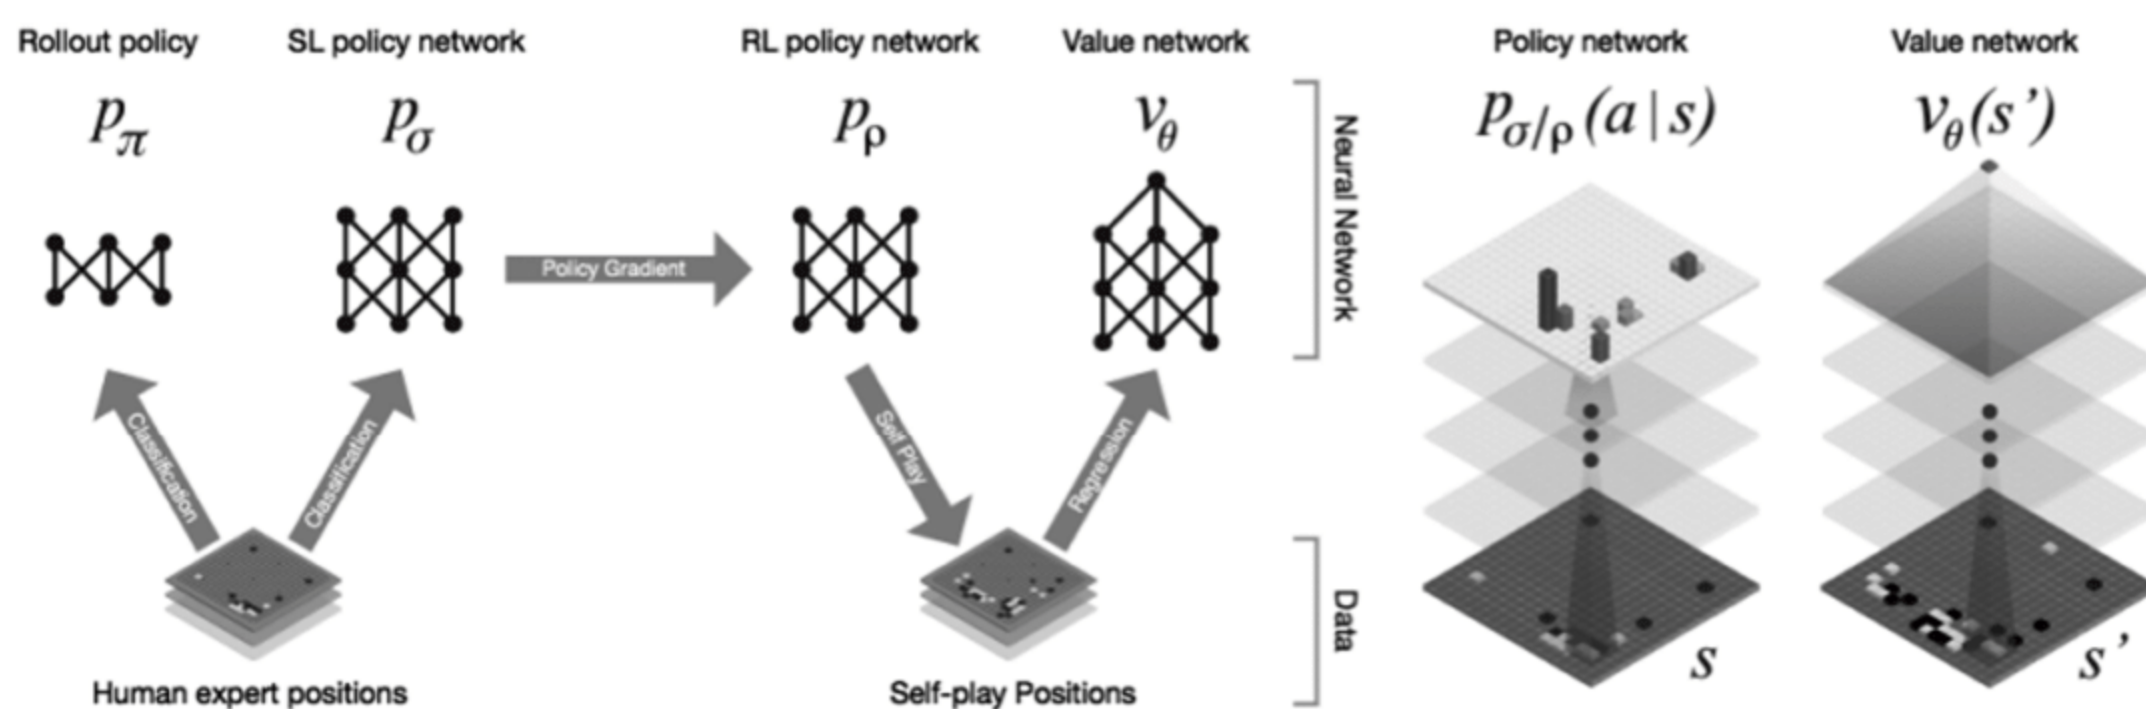 Rollout policy
SL policy network
RL policy network
Value network
Policy network
Value network
pπ
pσ
pρ
vθ
pσ/ρ (a|s)
vθ(s’)
Neural Network
Policy Gradient
Classification
Classification
Self Play
Regression
Data
s
s’
Human expert positions
Self-play Positions